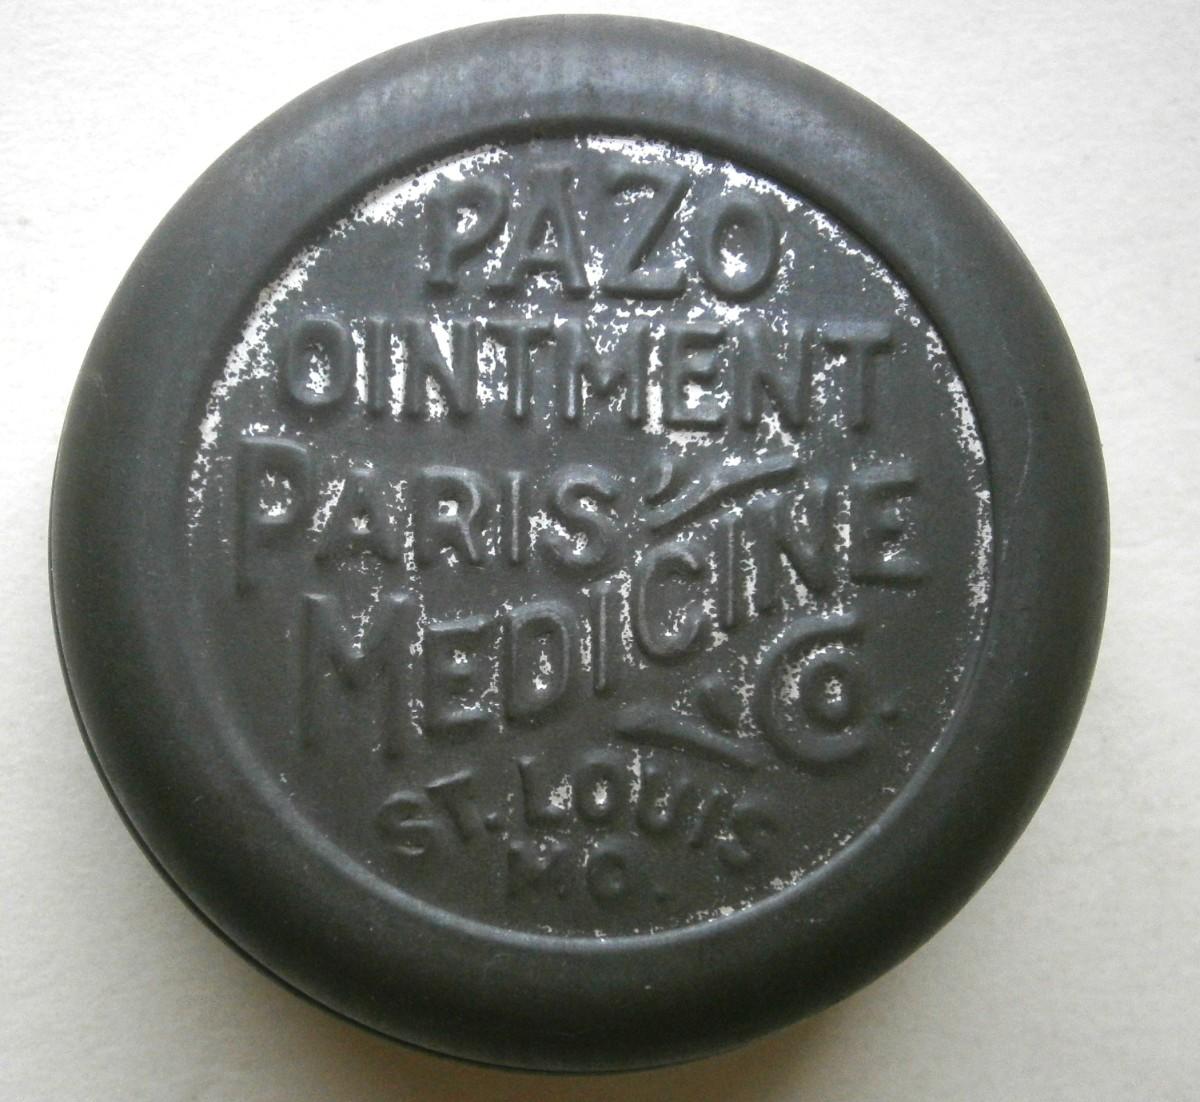 PAZO
OINTMENT
PARIS
MEDICINE
CO.
ST. LOUIS
MO.